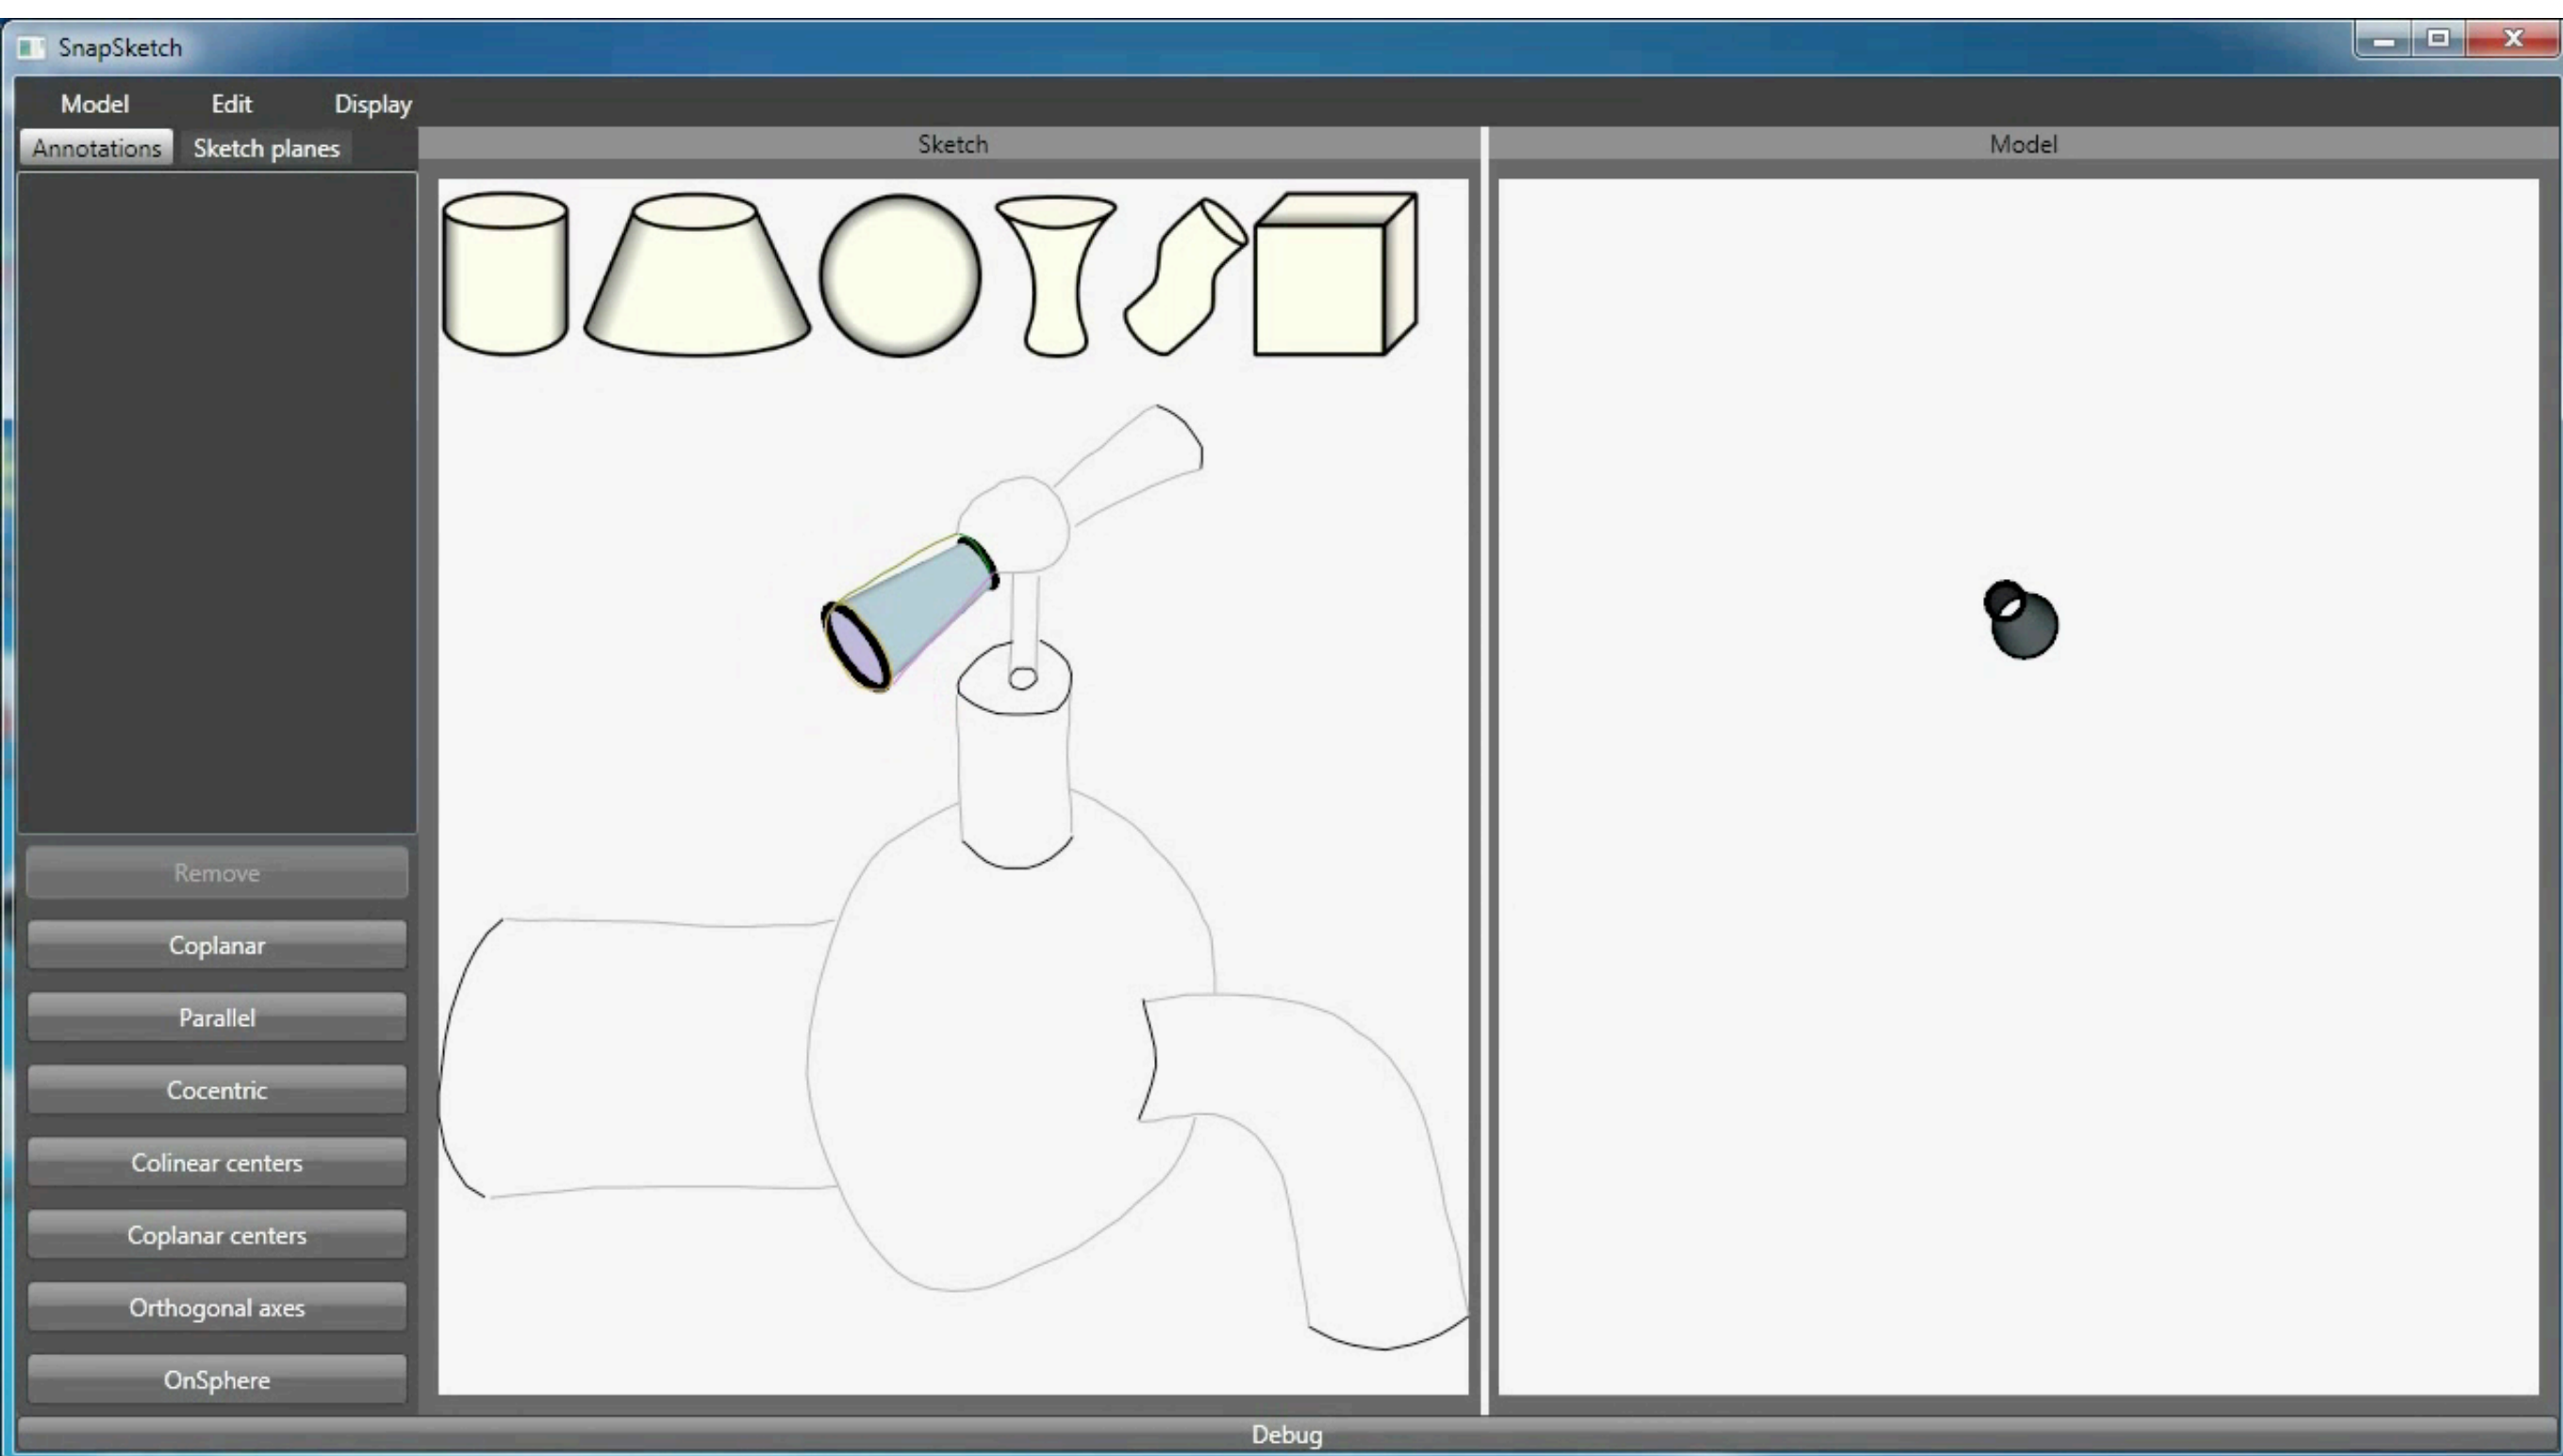 SnapSketch
Model Edit Display
Annotations Sketch planes
Sketch
Model
Remove
Coplanar
Parallel
Cocentric
Colinear centers
Coplanar centers
Orthogonal axes
OnSphere
Debug